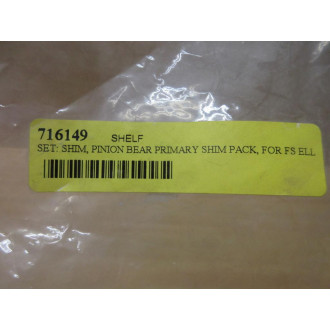 716149 SHELF
SET: SHIM, PINION BEAR PRIMARY SHIM PACK, FOR FS ELL